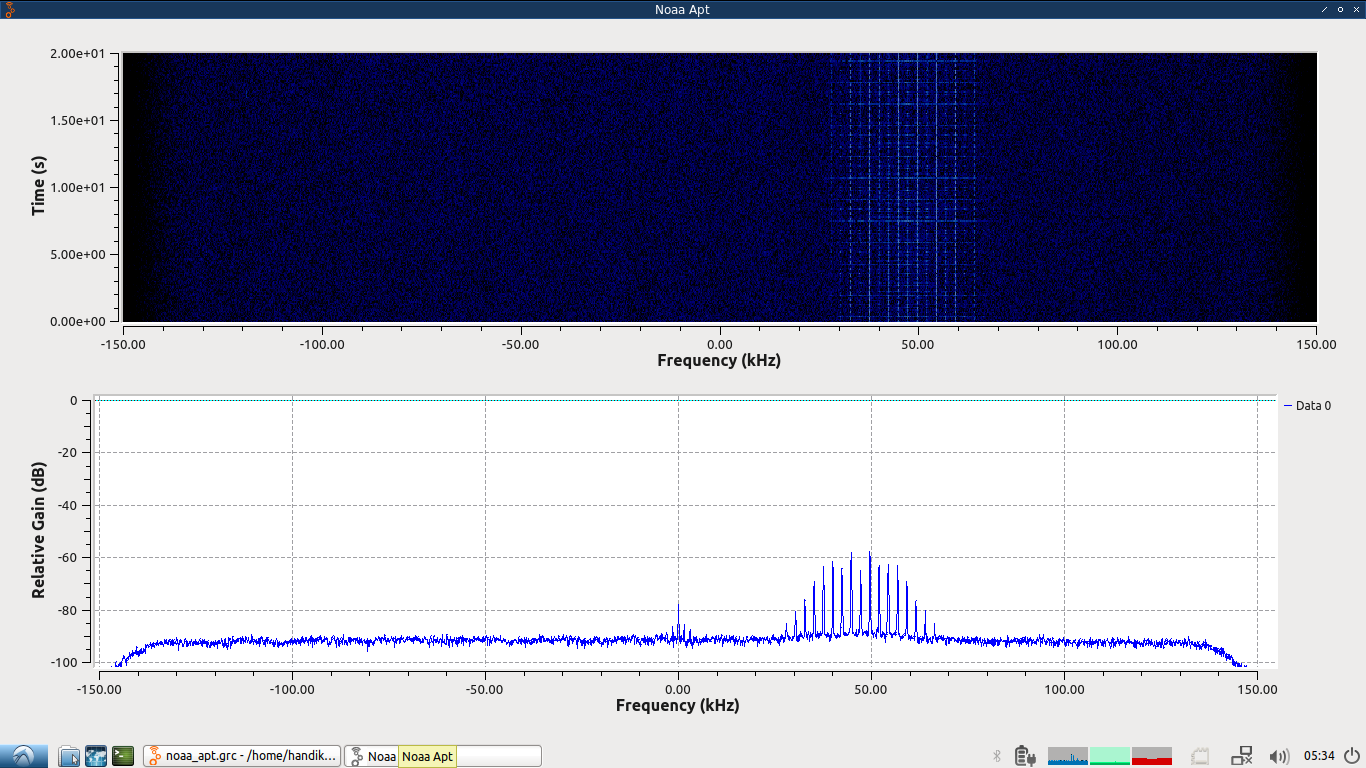 Noaa Apt
2.00e+01
1.50e+01
1.00e+01
5.00e+00
0.00e+00
Time (s)
-150.00 -100.00 -50.00 0.00 50.00 100.00 150.00
Frequency (kHz)
0
-20
-40
-60
-80
-100
Relative Gain (dB)
Data 0
-150.00 -100.00 -50.00 0.00 50.00 100.00 150.00
Frequency (kHz)
noaa_apt.grc - /home/handik... Noaa Noaa Apt 05:34